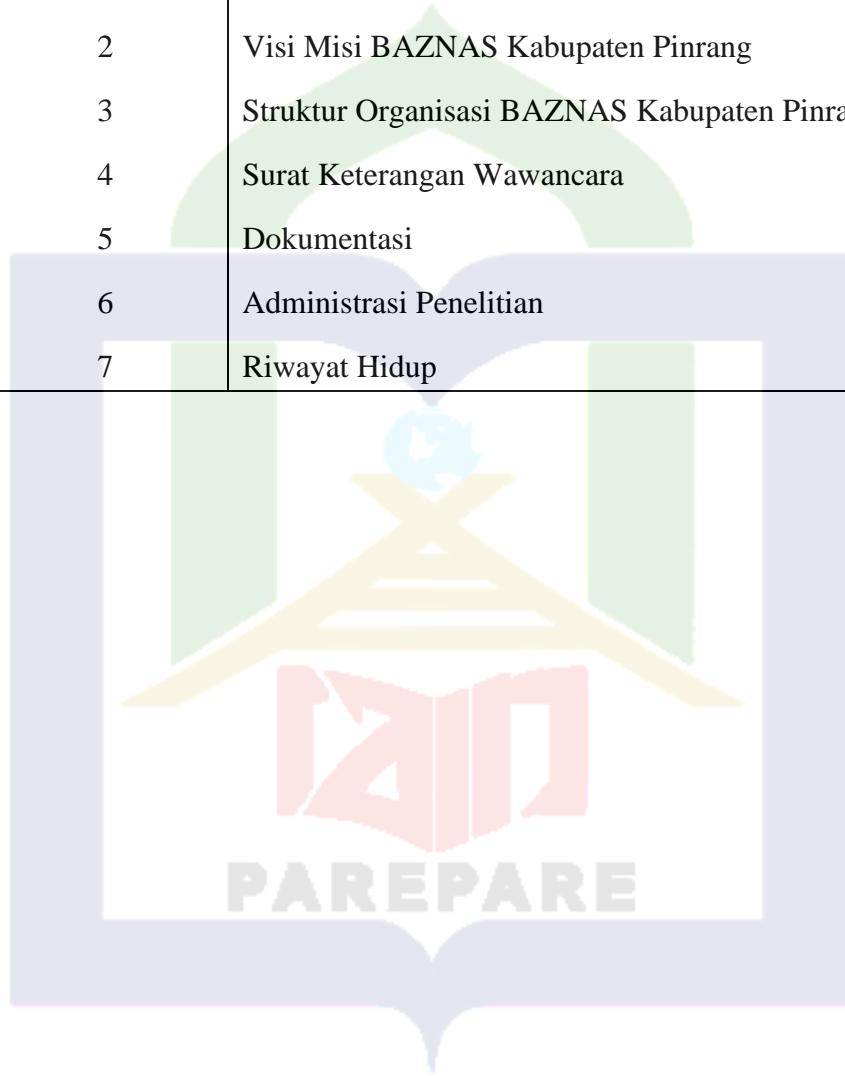 2 Visi Misi BAZNAS Kabupaten Pinrang
3 Struktur Organisasi BAZNAS Kabupaten Pinra
4 Surat Keterangan Wawancara
5 Dokumentasi
6 Administrasi Penelitian
7 Riwayat Hidup
iain
PAREPARE